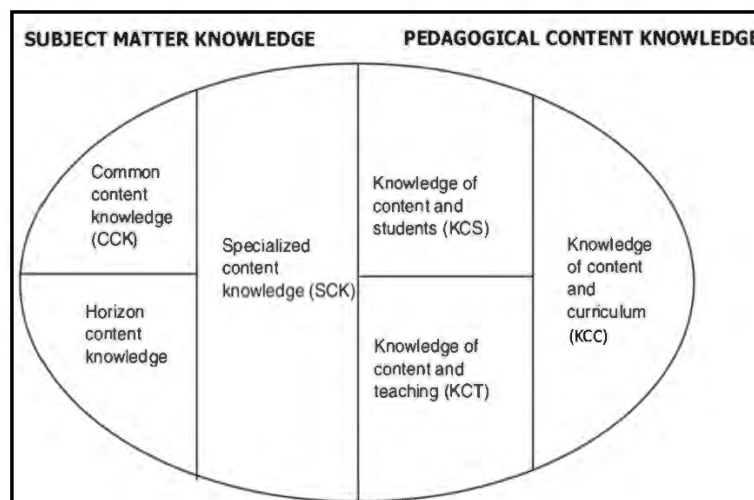 SUBJECT MATTER KNOWLEDGE
PEDAGOGICAL CONTENT KNOWLEDGE
Common
content
knowledge
(CCK)
Horizon
content
knowledge
Specialized
content
knowledge (SCK)
Knowledge of
content and
students (KCS)
Knowledge of
content and
teaching (KCT)
Knowledge
of content
and
curriculum
(KCC)